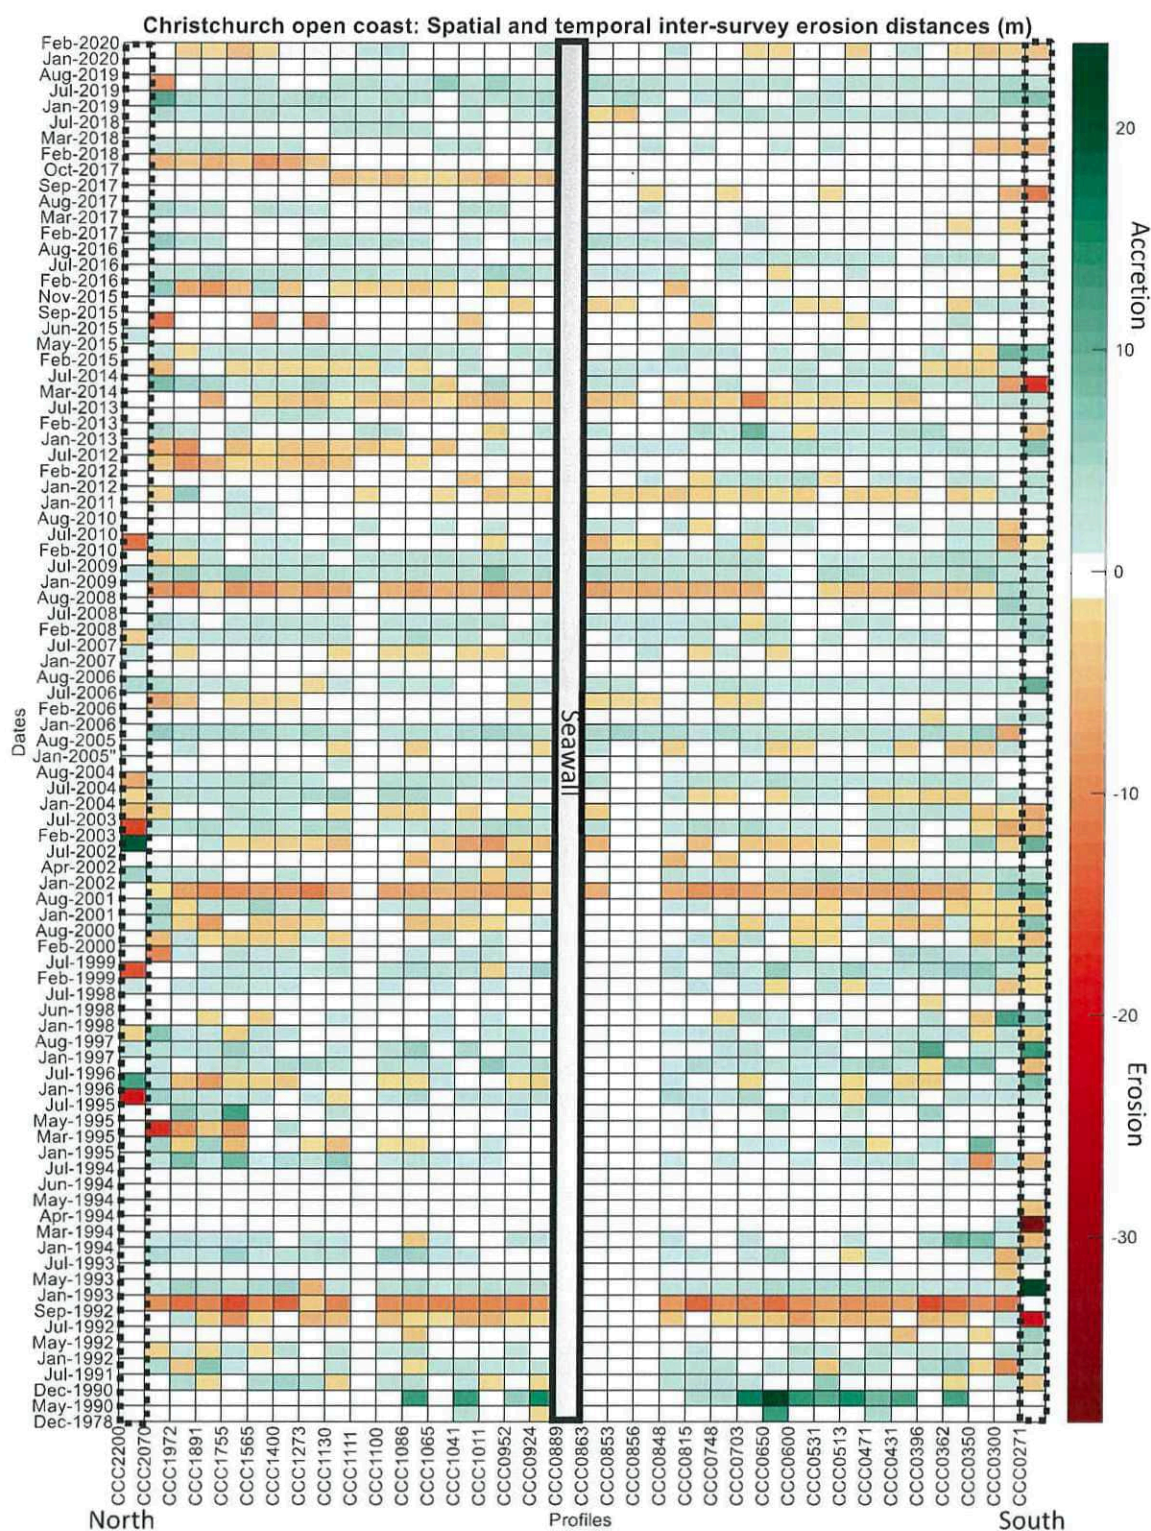 Christchurch open coast: Spatial and temporal inter-survey erosion distances (m)
Feb-2020
Jan-2020
Aug-2019
Jul-2019
Jan-2019
Jul-2018
Mar-2018
Feb-2018
Oct-2017
Sep-2017
Aug-2017
Mar-2017
Feb-2017
Aug-2016
Jul-2016
Feb-2016
Nov-2015
Sep-2015
Jun-2015
May-2015
Feb-2015
Jul-2014
Mar-2014
Jul-2013
Feb-2013
Jan-2013
Jul-2012
Feb-2012
Jan-2012
Jan-2011
Aug-2010
Jul-2010
Feb-2010
Jul-2009
Jan-2009
Aug-2008
Jul-2008
Feb-2008
Jul-2007
Jan-2007
Aug-2006
Jul-2006
Feb-2006
Jan-2006
Aug-2005
Jan-2005"
Aug-2004
Jul-2004
Jan-2004
Jul-2003
Feb-2003
Jul-2002
Apr-2002
Jan-2002
Aug-2001
Jan-2001
Aug-2000
Feb-2000
Jul-1999
Feb-1999
Jul-1998
Jun-1998
Jan-1998
Aug-1997
Jan-1997
Jul-1996
Jan-1996
Jul-1995
May-1995
Mar-1995
Jan-1995
Jul-1994
Jun-1994
May-1994
Apr-1994
Mar-1994
Jan-1994
Jul-1993
May-1993
Jan-1993
Sep-1992
Jul-1992
May-1992
Jan-1992
Jul-1991
Dec-1990
May-1990
Dec-1978
Dates
Seawall
20
10
0
-10
-20
-30
Accretion
Erosion
CCC2200
CCC2070
CCC1972
CCC1891
CCC1755
CCC1565
CCC1440
CCC1273
CCC1130
CCC1111
CCC1100
CCC1086
CCC1065
CCC1041
CCC1011
CCC0952
CCC0924
CCC0889
CCC0863
CCC0853
CCC0856
CCC0848
CCC0815
CCC0748
CCC0703
CCC0650
CCC0600
CCC0531
CCC0513
CCC0471
CCC0431
CCC0396
CCC0362
CCC0350
CCC0300
CCC0271
North
Profiles
South